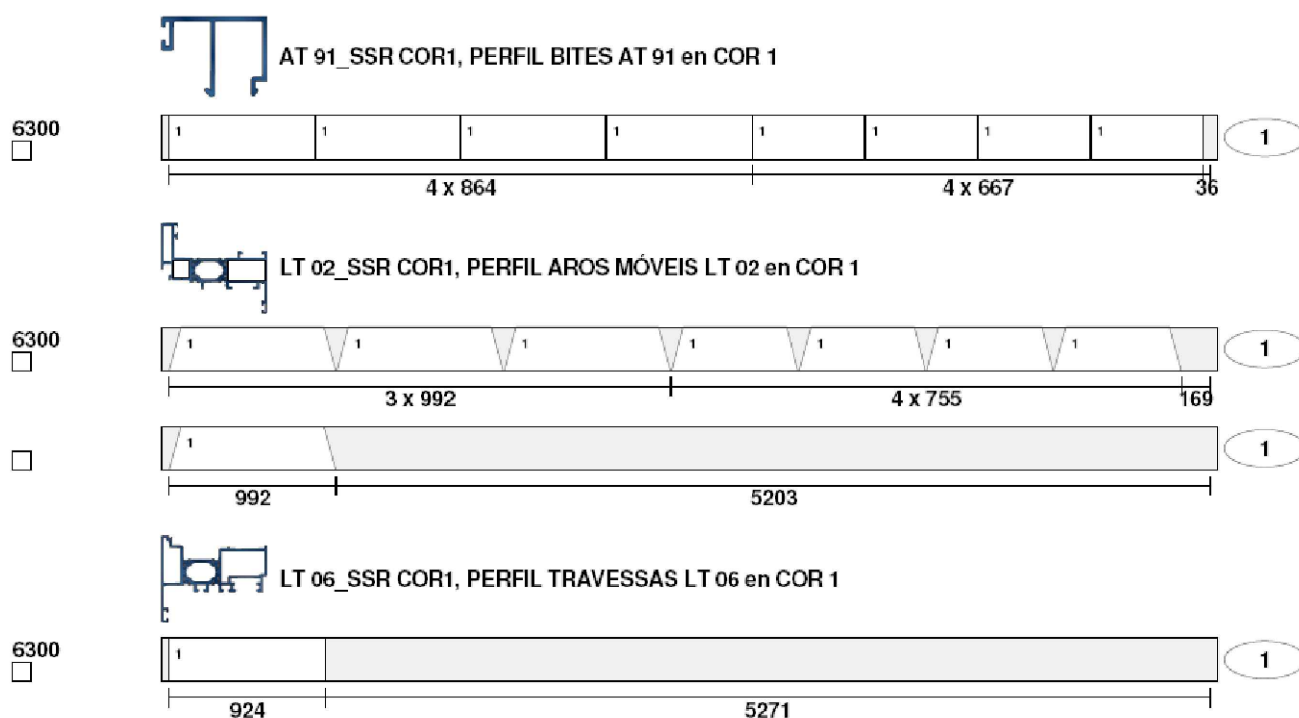 AT 91_SSR COR1, PERFIL BITES AT 91 en COR 1
6300
1 1 1 1 1 1 1 1
1
4 x 864 4 x 667 36
LT 02_SSR COR1, PERFIL AROS MÓVEIS LT 02 en COR 1
6300
1 1 1 1 1 1 1
1
3 x 992 4 x 755 169
1
1
992 5203
LT 06_SSR COR1, PERFIL TRAVESSAS LT 06 en COR 1
6300
1
1
924 5271